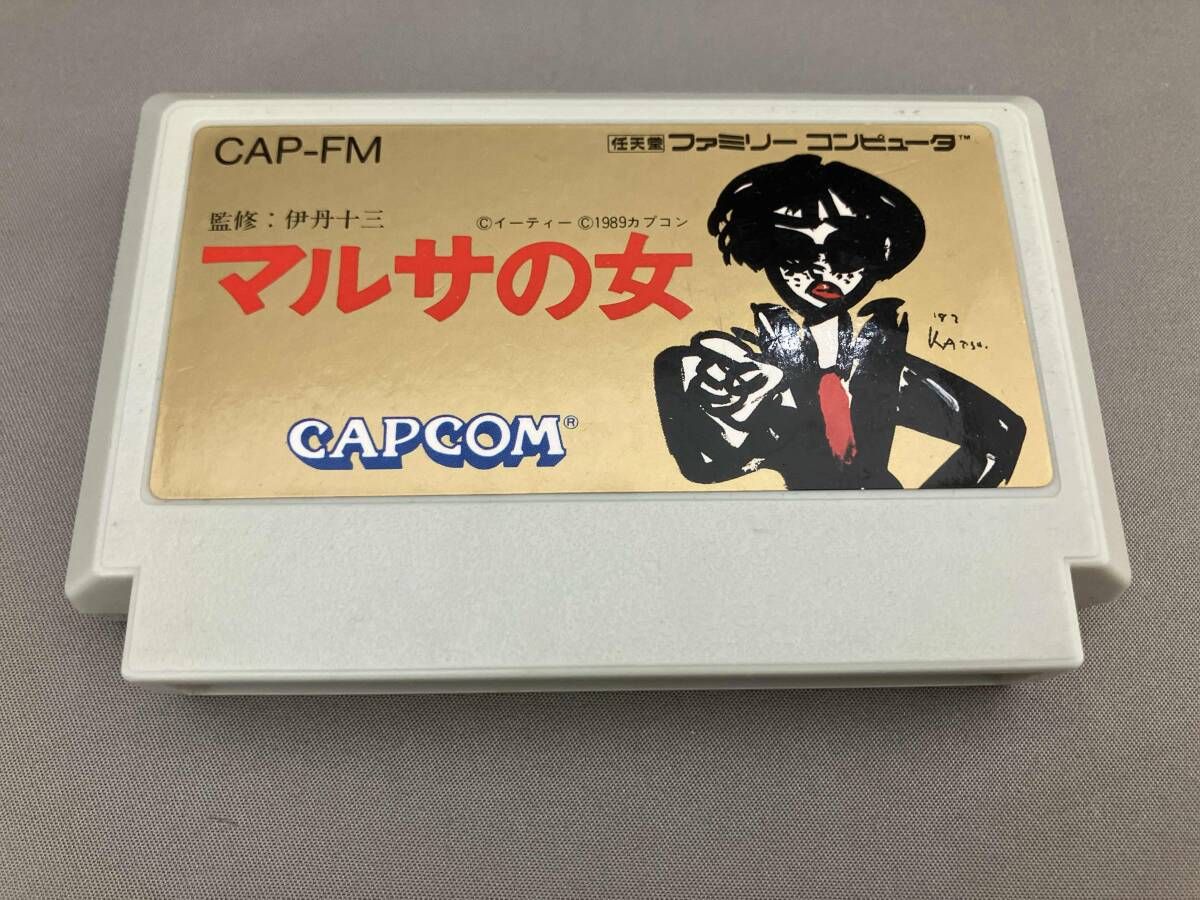 CAP-FM
任天堂 ファミリー コンピュータ™
監修：伊丹十三
©イーティー ©1989カプコン
マルサの女
'87
KATSU.
CAPCOM®